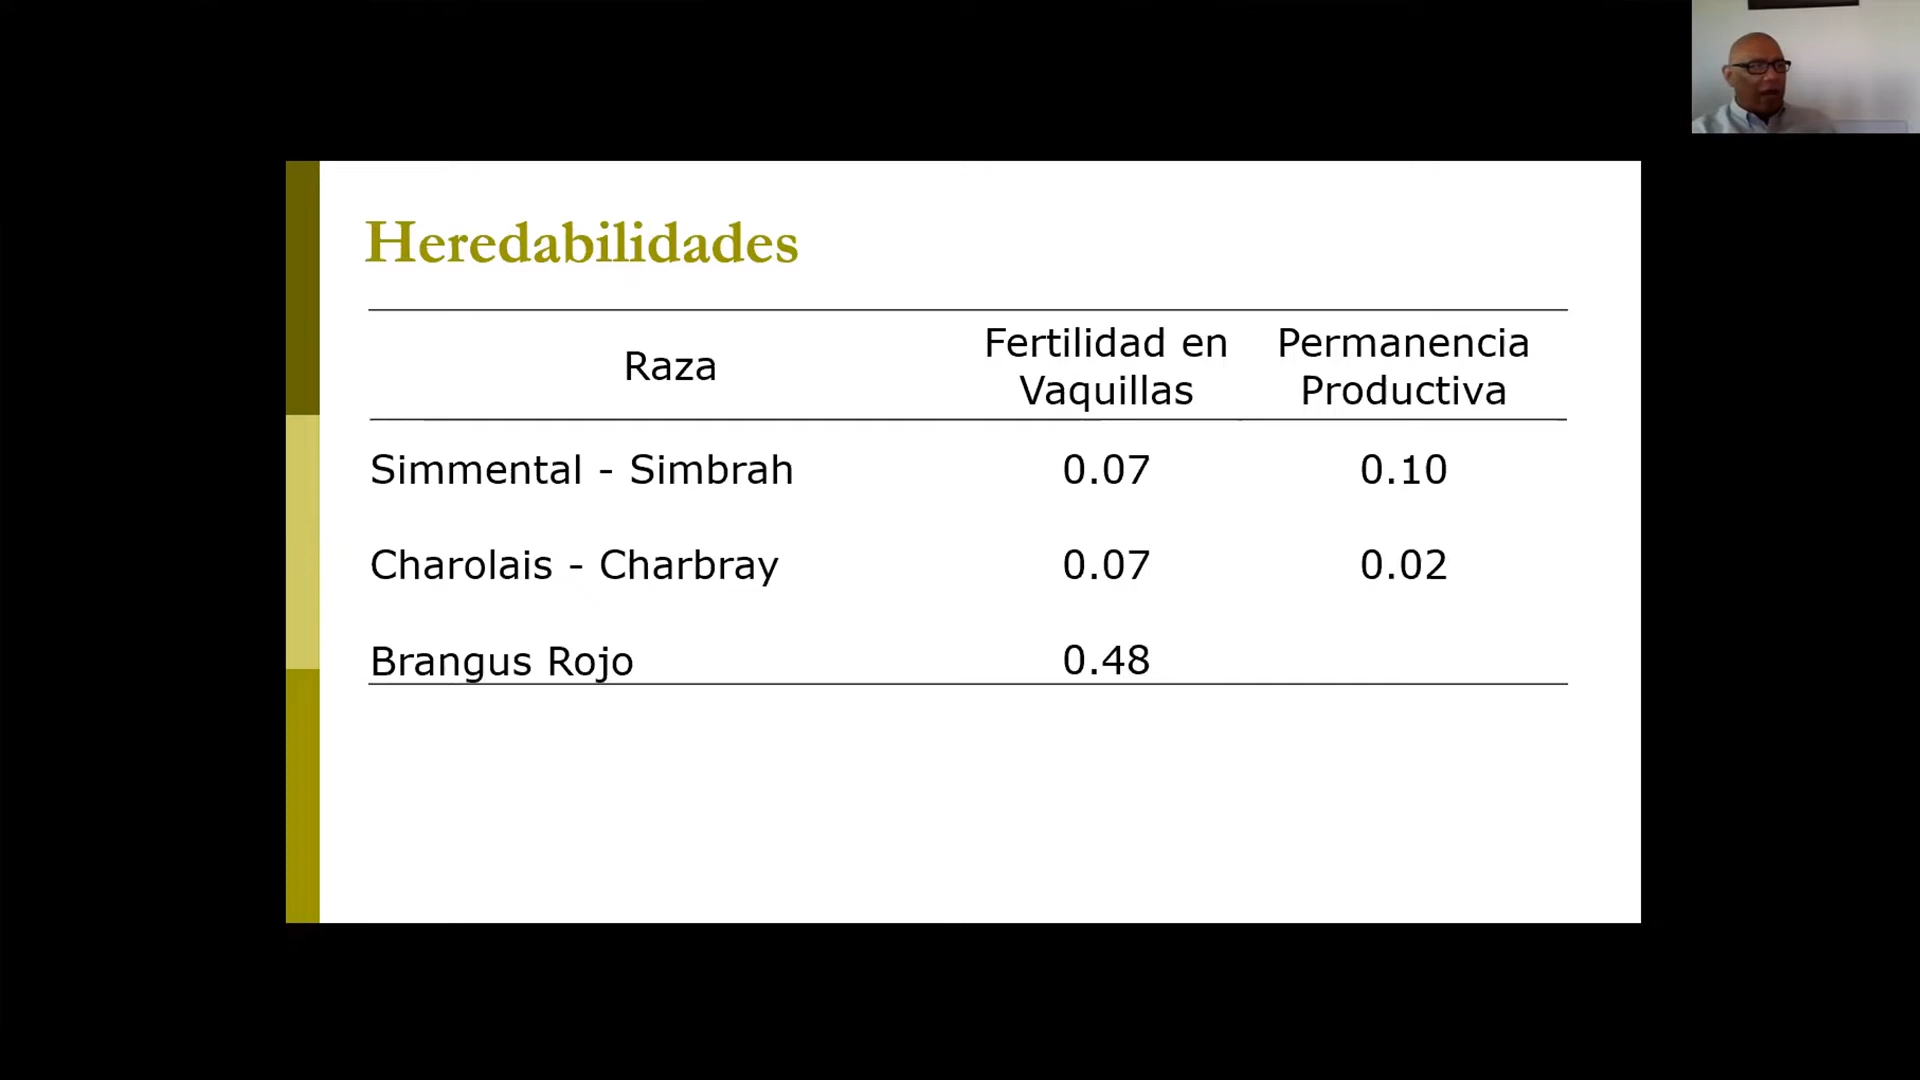 Heredabilidades
Raza
Fertilidad en
Vaquillas
Permanencia
Productiva
Simmental - Simbrah 0.07 0.10
Charolais - Charbray 0.07 0.02
Brangus Rojo 0.48